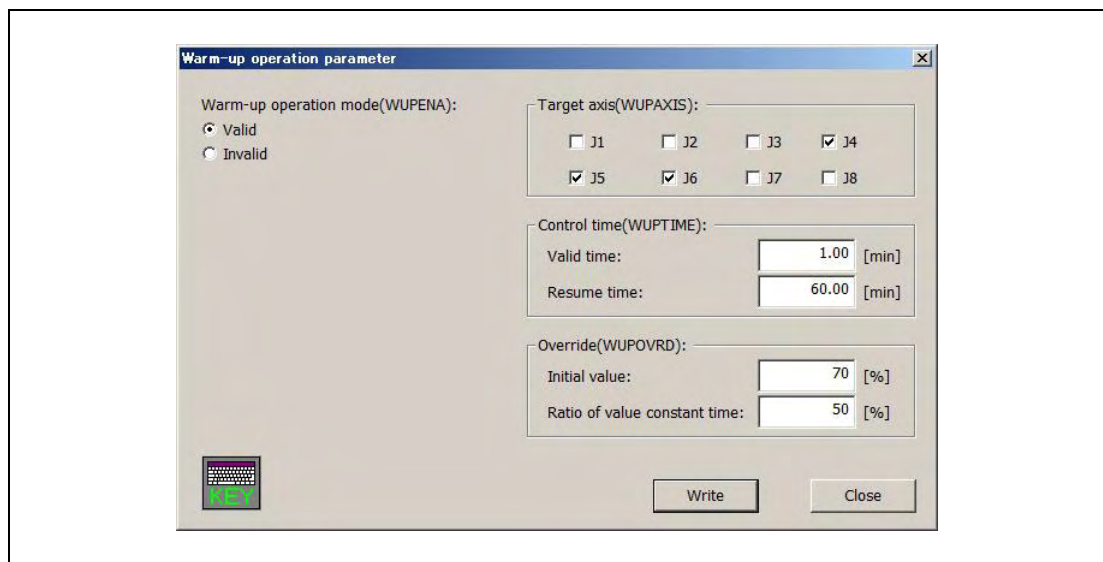 Warm-up operation parameter
Warm-up operation mode(WUPENA):
Valid
Invalid
Target axis(WUPAXIS):
J1 J2 J3 J4
J5 J6 J7 J8
Control time(WUPTIME):
Valid time: 1.00 [min]
Resume time: 60.00 [min]
Override(WUPOVRD):
Initial value: 70 [%]
Ratio of value constant time: 50 [%]
KEY
Write Close